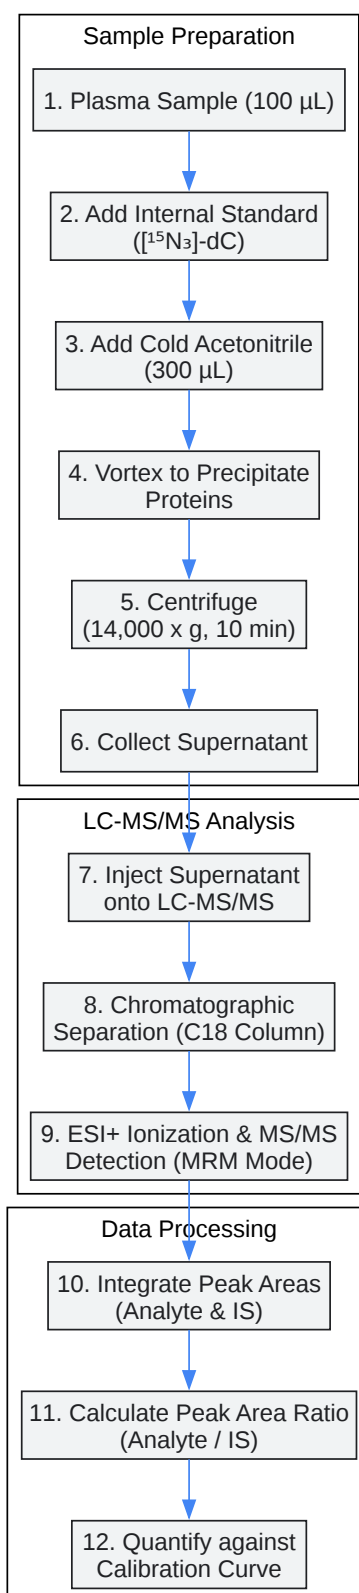 Sample Preparation
1. Plasma Sample (100 µL)
2. Add Internal Standard
([¹⁵N₃]-dC)
3. Add Cold Acetonitrile
(300 µL)
4. Vortex to Precipitate
Proteins
5. Centrifuge
(14,000 x g, 10 min)
6. Collect Supernatant
LC-MS/MS Analysis
7. Inject Supernatant
onto LC-MS/MS
8. Chromatographic
Separation (C18 Column)
9. ESI+ Ionization & MS/MS
Detection (MRM Mode)
Data Processing
10. Integrate Peak Areas
(Analyte & IS)
11. Calculate Peak Area Ratio
(Analyte / IS)
12. Quantify against
Calibration Curve